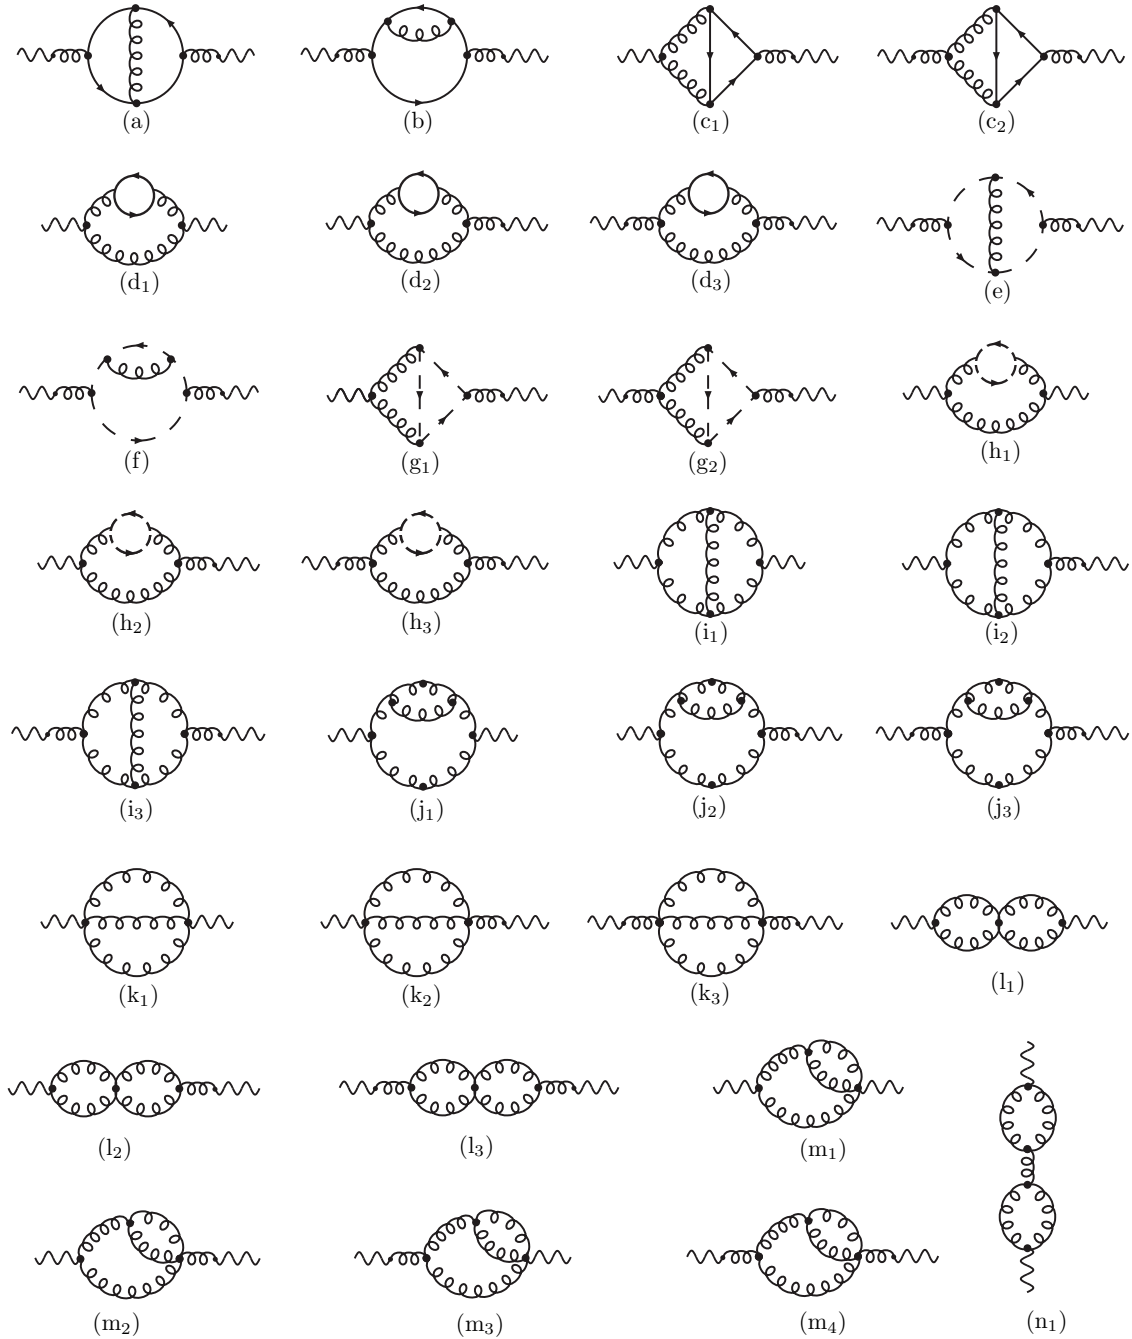 (a) (b) (c₁) (c₂)
(d₁) (d₂) (d₃) (e)
(f) (g₁) (g₂) (h₁)
(h₂) (h₃) (i₁) (i₂)
(i₃) (j₁) (j₂) (j₃)
(k₁) (k₂) (k₃) (l₁)
(l₂) (l₃) (m₁)
(m₂) (m₃) (m₄) (n₁)